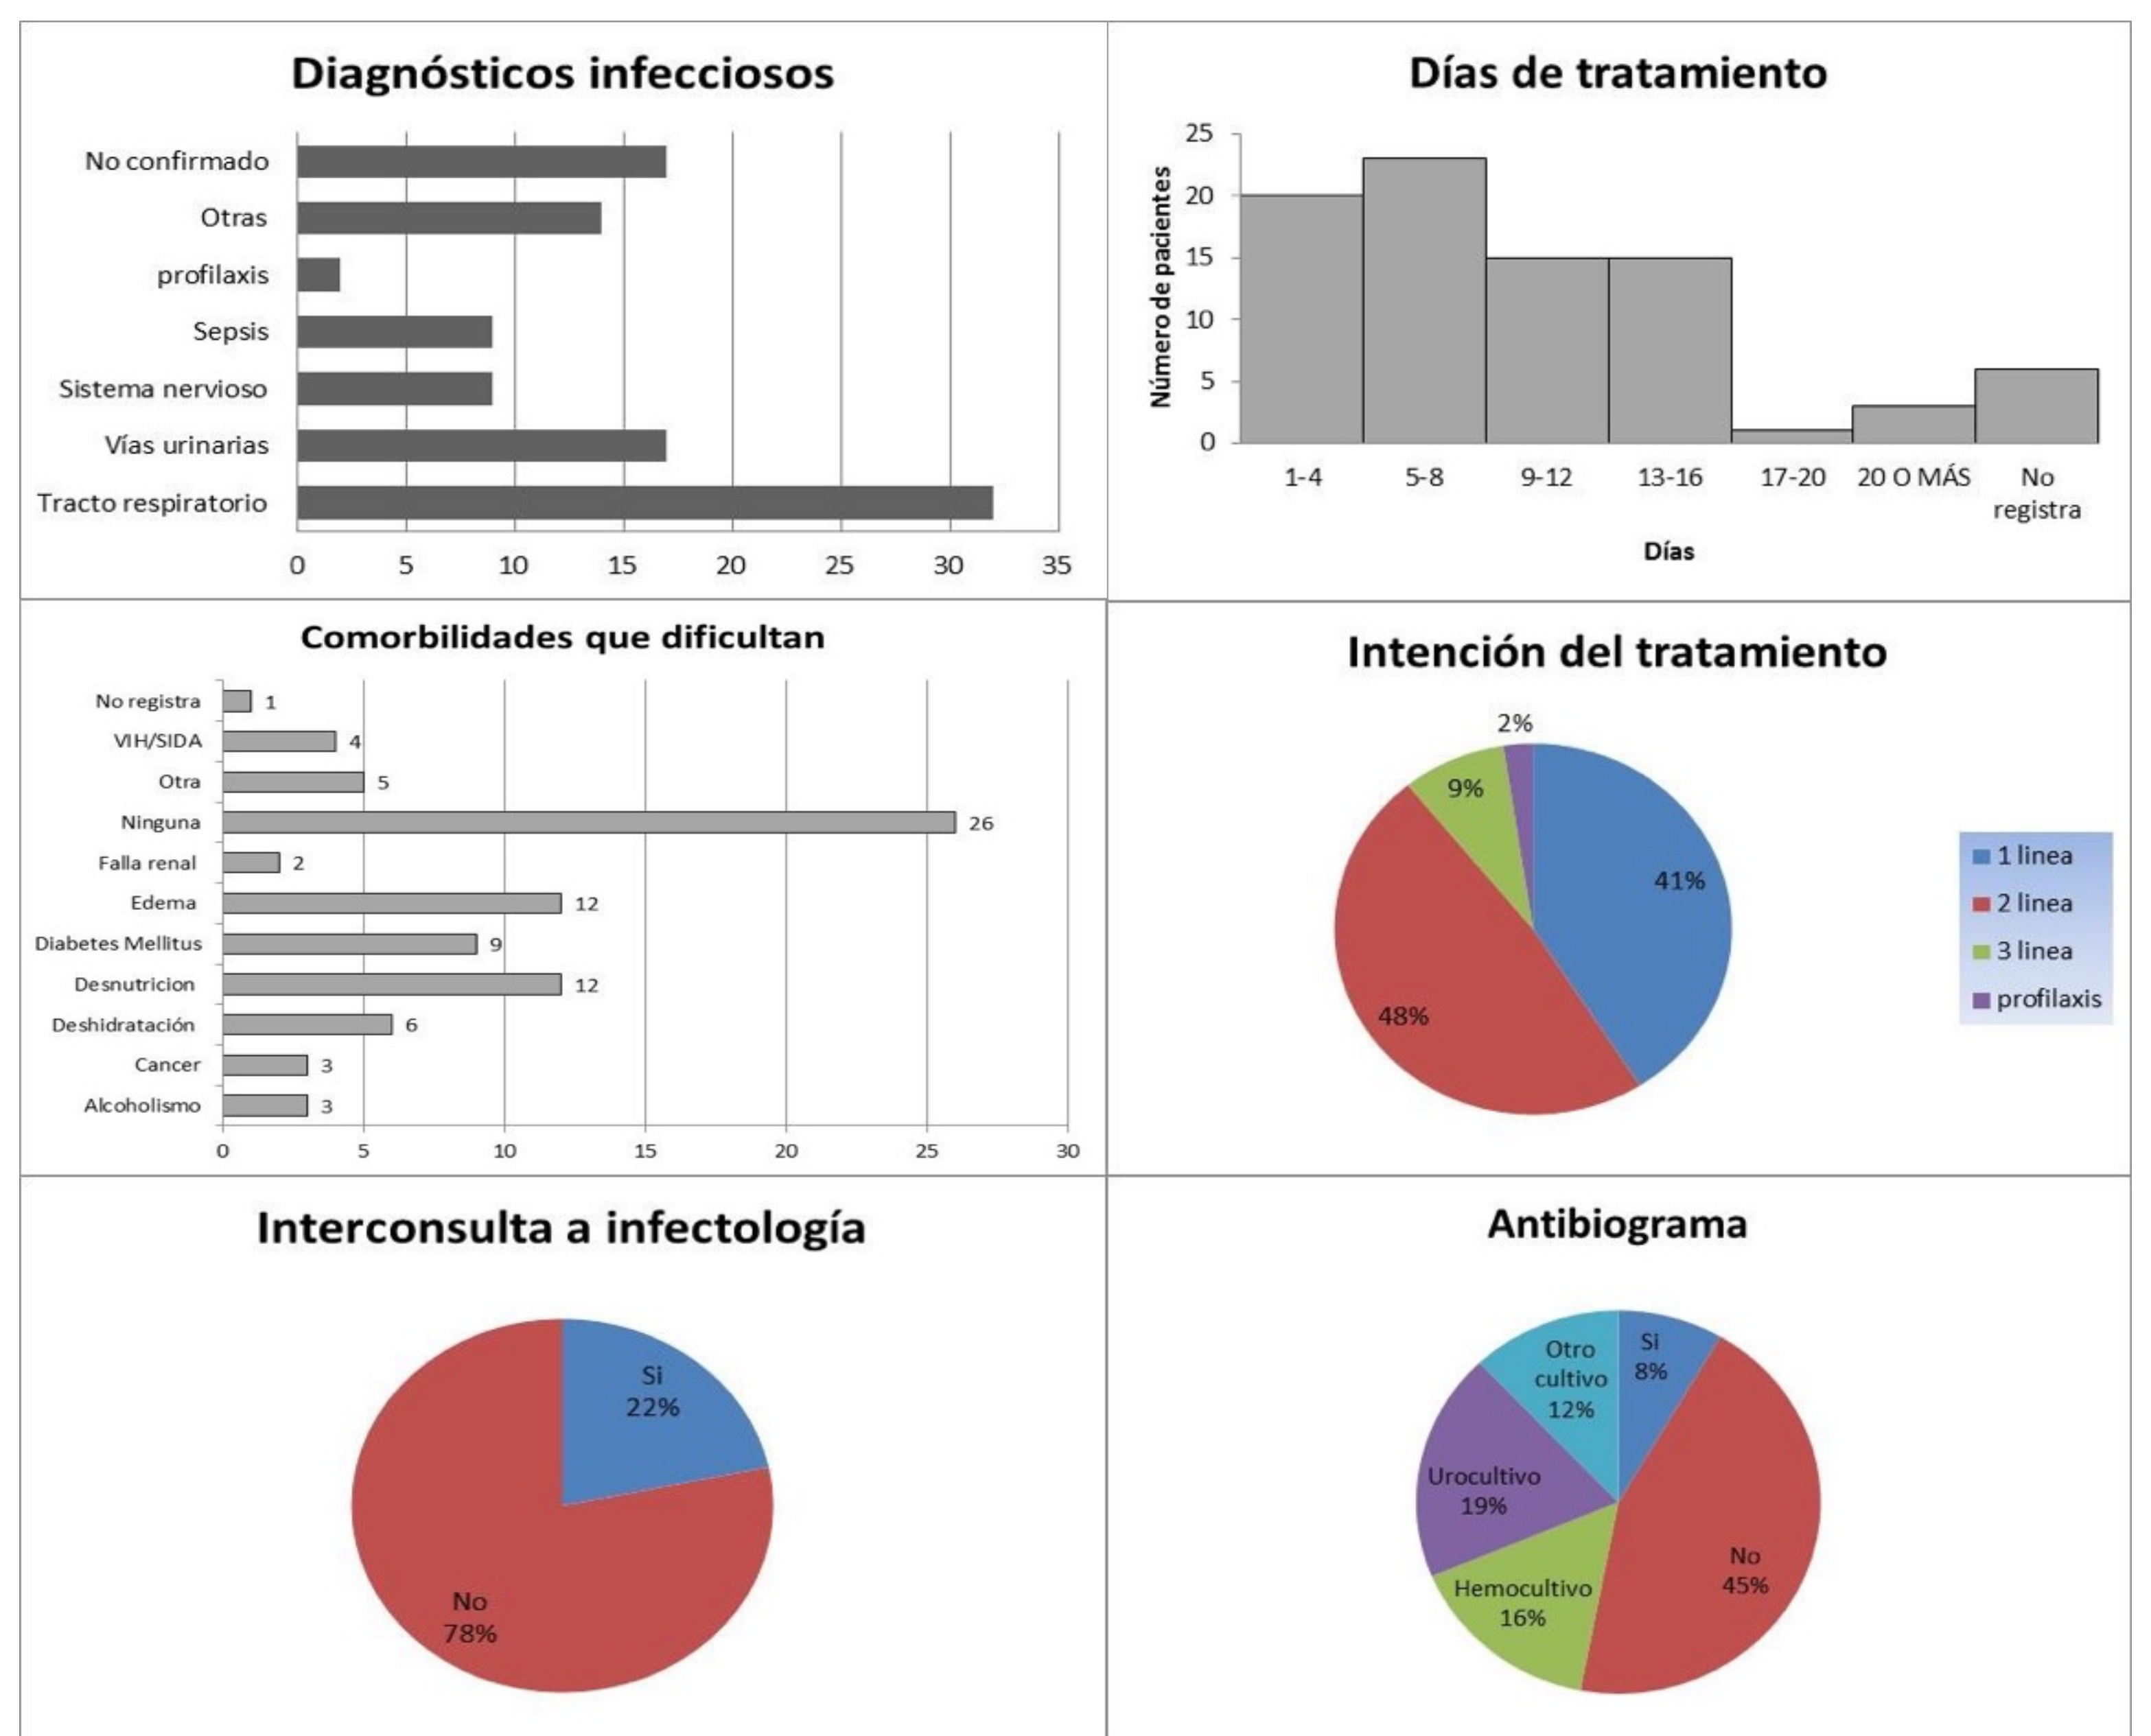 Diagnósticos infecciosos
No confirmado
Otras
profilaxis
Sepsis
Sistema nervioso
Vías urinarias
Tracto respiratorio
0 5 10 15 20 25 30 35
Días de tratamiento
Número de pacientes
25
20
15
10
5
0
1-4 5-8 9-12 13-16 17-20 20 O MÁS No
registra
Días
Comorbilidades que dificultan
No registra 1
VIH/SIDA 4
Otra 5
Ninguna 26
Falla renal 2
Edema 12
Diabetes Mellitus 9
Desnutricion 12
Deshidratación 6
Cancer 3
Alcoholismo 3
0 5 10 15 20 25 30
Intención del tratamiento
2%
9%
41%
48%
1 linea
2 linea
3 linea
profilaxis
Interconsulta a infectología
Si
22%
No
78%
Antibiograma
Si
8%
Otro
cultivo
12%
Urocultivo
19%
No
45%
Hemocultivo
16%